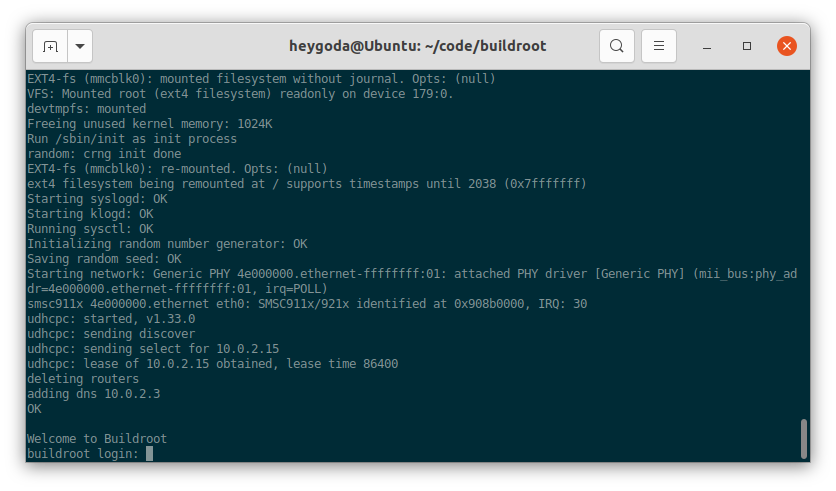 heygoda@Ubuntu: ~/code/buildroot
EXT4-fs (mmcblk0): mounted filesystem without journal. Opts: (null)
VFS: Mounted root (ext4 filesystem) readonly on device 179:0.
devtmpfs: mounted
Freeing unused kernel memory: 1024K
Run /sbin/init as init process
random: crng init done
EXT4-fs (mmcblk0): re-mounted. Opts: (null)
ext4 filesystem being remounted at / supports timestamps until 2038 (0x7fffffff)
Starting syslogd: OK
Starting klogd: OK
Running sysctl: OK
Initializing random number generator: OK
Saving random seed: OK
Starting network: Generic PHY 4e000000.ethernet-ffffffff:01: attached PHY driver [Generic PHY] (mii_bus:phy_ad
dr=4e000000.ethernet-ffffffff:01, irq=POLL)
smsc911x 4e000000.ethernet eth0: SMSC911x/921x identified at 0x908b0000, IRQ: 30
udhcpc: started, v1.33.0
udhcpc: sending discover
udhcpc: sending select for 10.0.2.15
udhcpc: lease of 10.0.2.15 obtained, lease time 86400
deleting routers
adding dns 10.0.2.3
OK
Welcome to Buildroot
buildroot login: